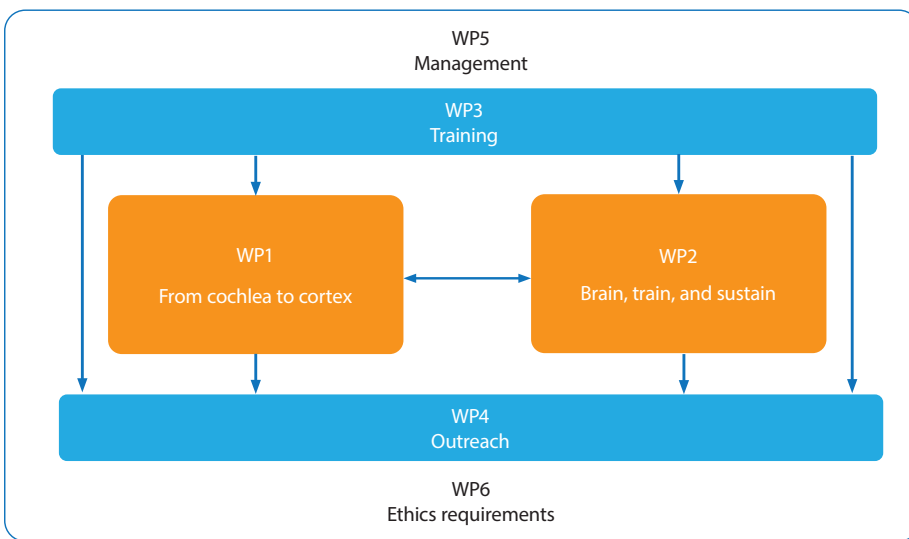 WP5
Management
WP3
Training
WP1
From cochlea to cortex
WP2
Brain, train, and sustain
WP4
Outreach
WP6
Ethics requirements